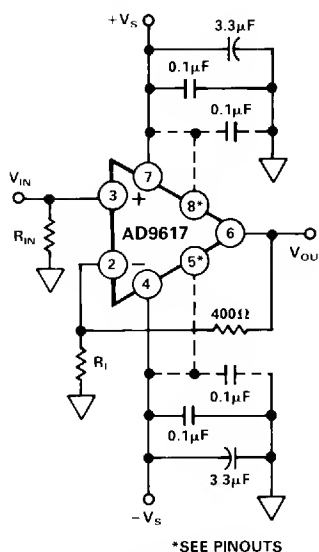 +VS
3.3µF
0.1µF
0.1µF
VIN
3
+
7
8*
RIN
AD9617
6
VOU
2
−
5*
4
400Ω
RI
0.1µF
0.1µF
3.3µF
−VS
*SEE PINOUTS